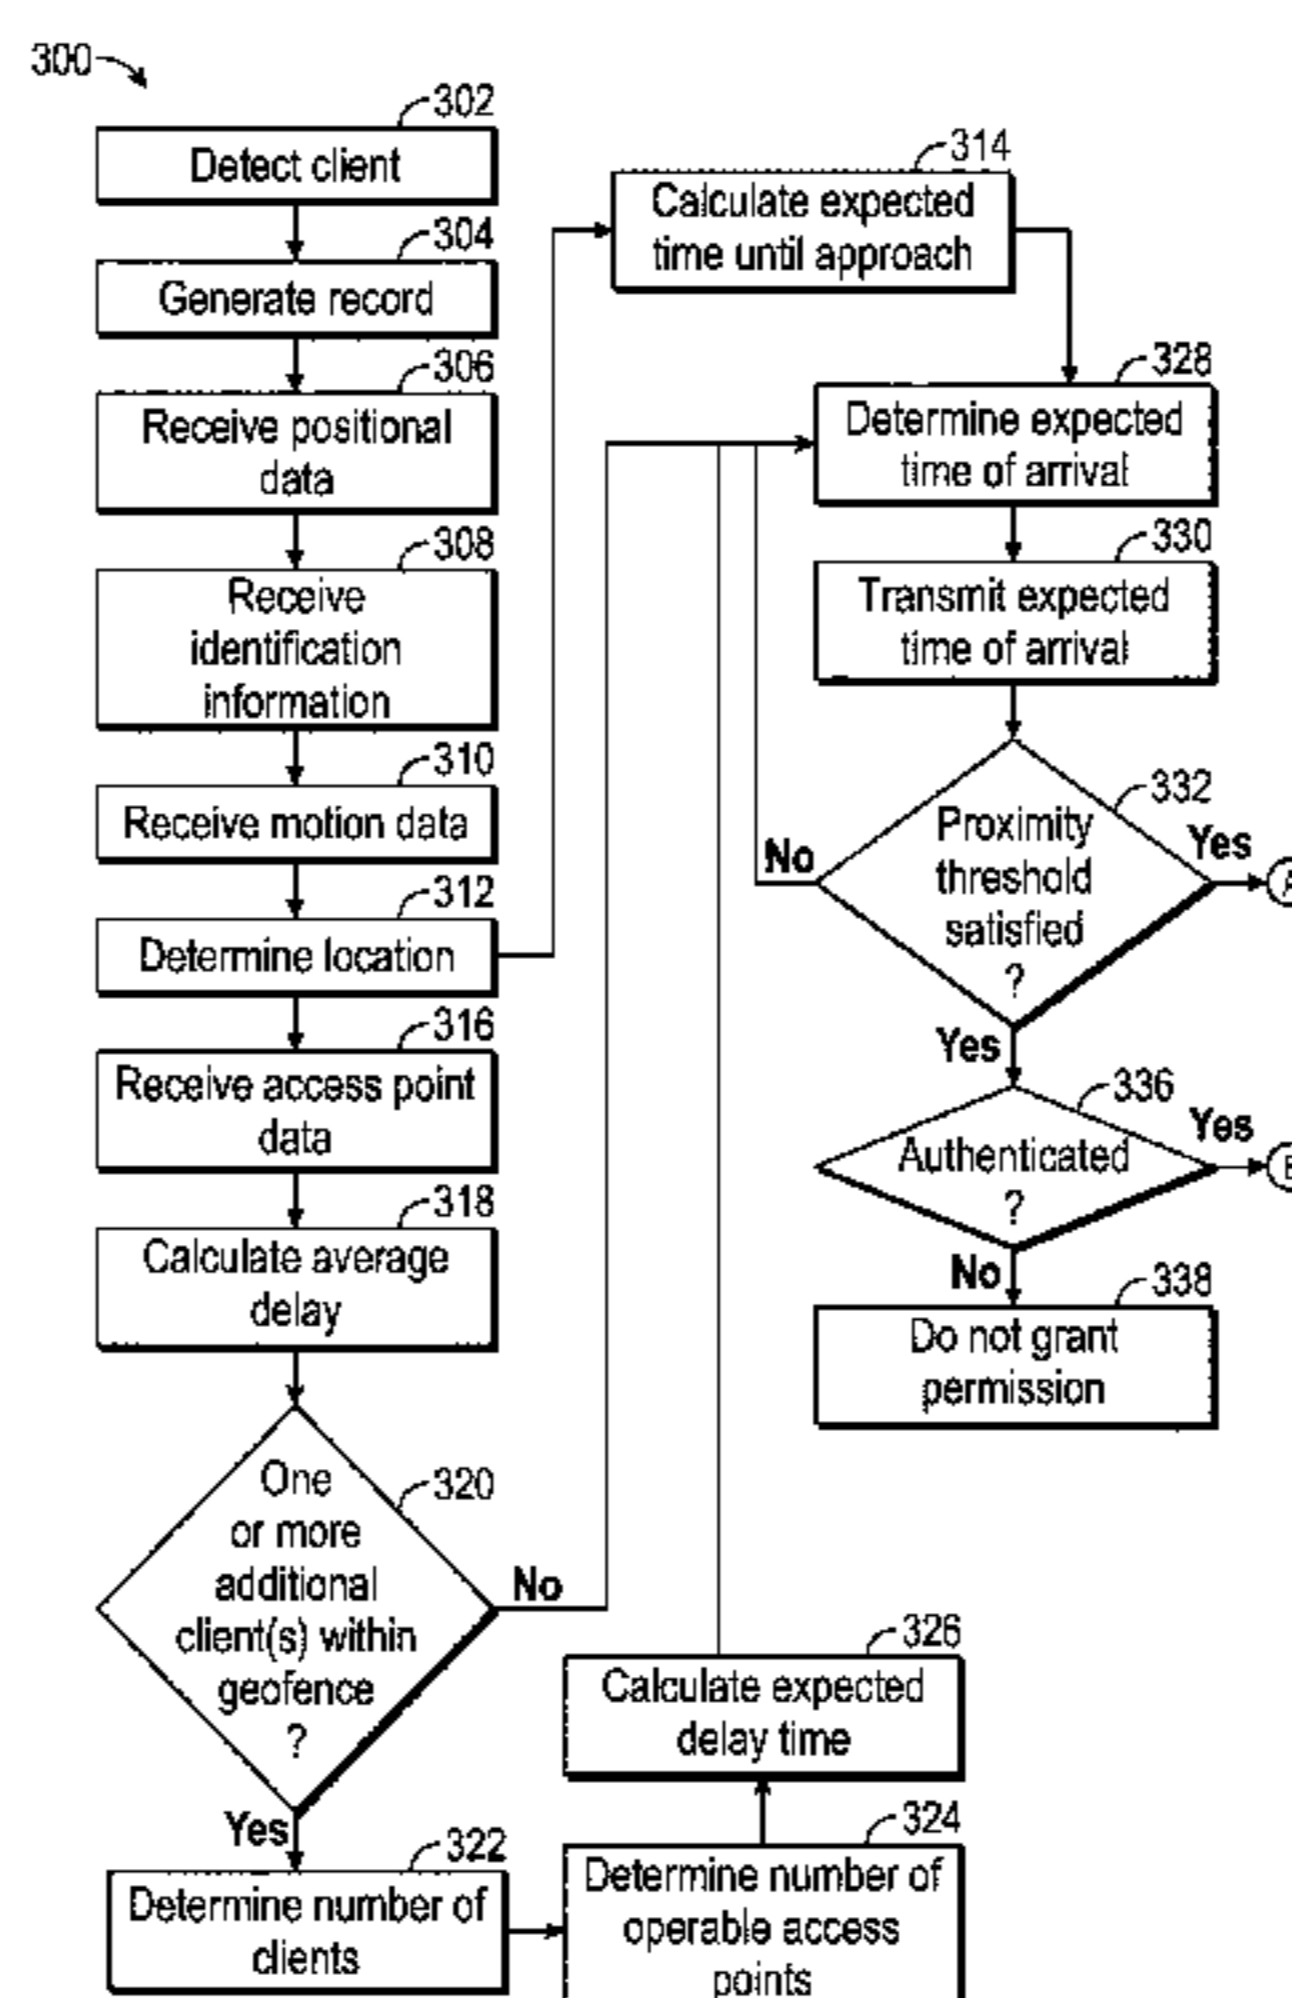 300
302
Detect client
304
Generate record
306
Receive positional
data
308
Receive
identification
information
310
Receive motion data
312
Determine location
314
Calculate expected
time until approach
316
Receive access point
data
318
Calculate average
delay
320
One
or more
additional
client(s) within
geofence
?
No
Yes
322
Determine number of
clients
324
Determine number of
operable access
points
326
Calculate expected
delay time
328
Determine expected
time of arrival
330
Transmit expected
time of arrival
332
Proximity
threshold
satisfied
?
No
Yes
Yes
336
Authenticated
?
Yes
No
338
Do not grant
permission